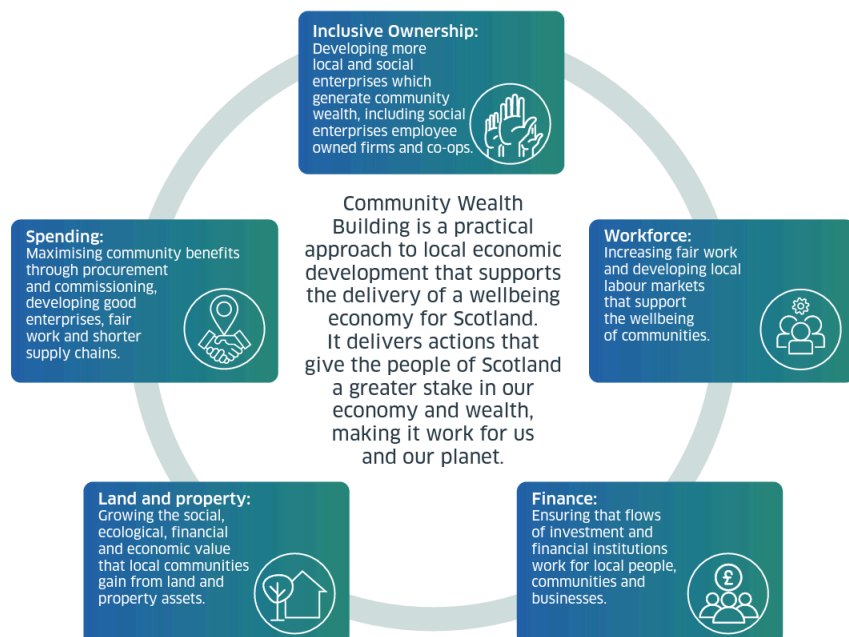 Inclusive Ownership:
Developing more
local and social
enterprises which
generate community
wealth, including social
enterprises employee
owned firms and co-ops.
Spending:
Maximising community benefits
through procurement
and commissioning,
developing good
enterprises, fair
work and shorter
supply chains.
Community Wealth
Building is a practical
approach to local economic
development that supports
the delivery of a wellbeing
economy for Scotland.
It delivers actions that
give the people of Scotland
a greater stake in our
economy and wealth,
making it work for us
and our planet.
Workforce:
Increasing fair work
and developing local
labour markets
that support
the wellbeing
of communities.
Land and property:
Growing the social,
ecological, financial
and economic value
that local communities
gain from land and
property assets.
Finance:
Ensuring that flows
of investment and
financial institutions
work for local people,
communities and
businesses.
£